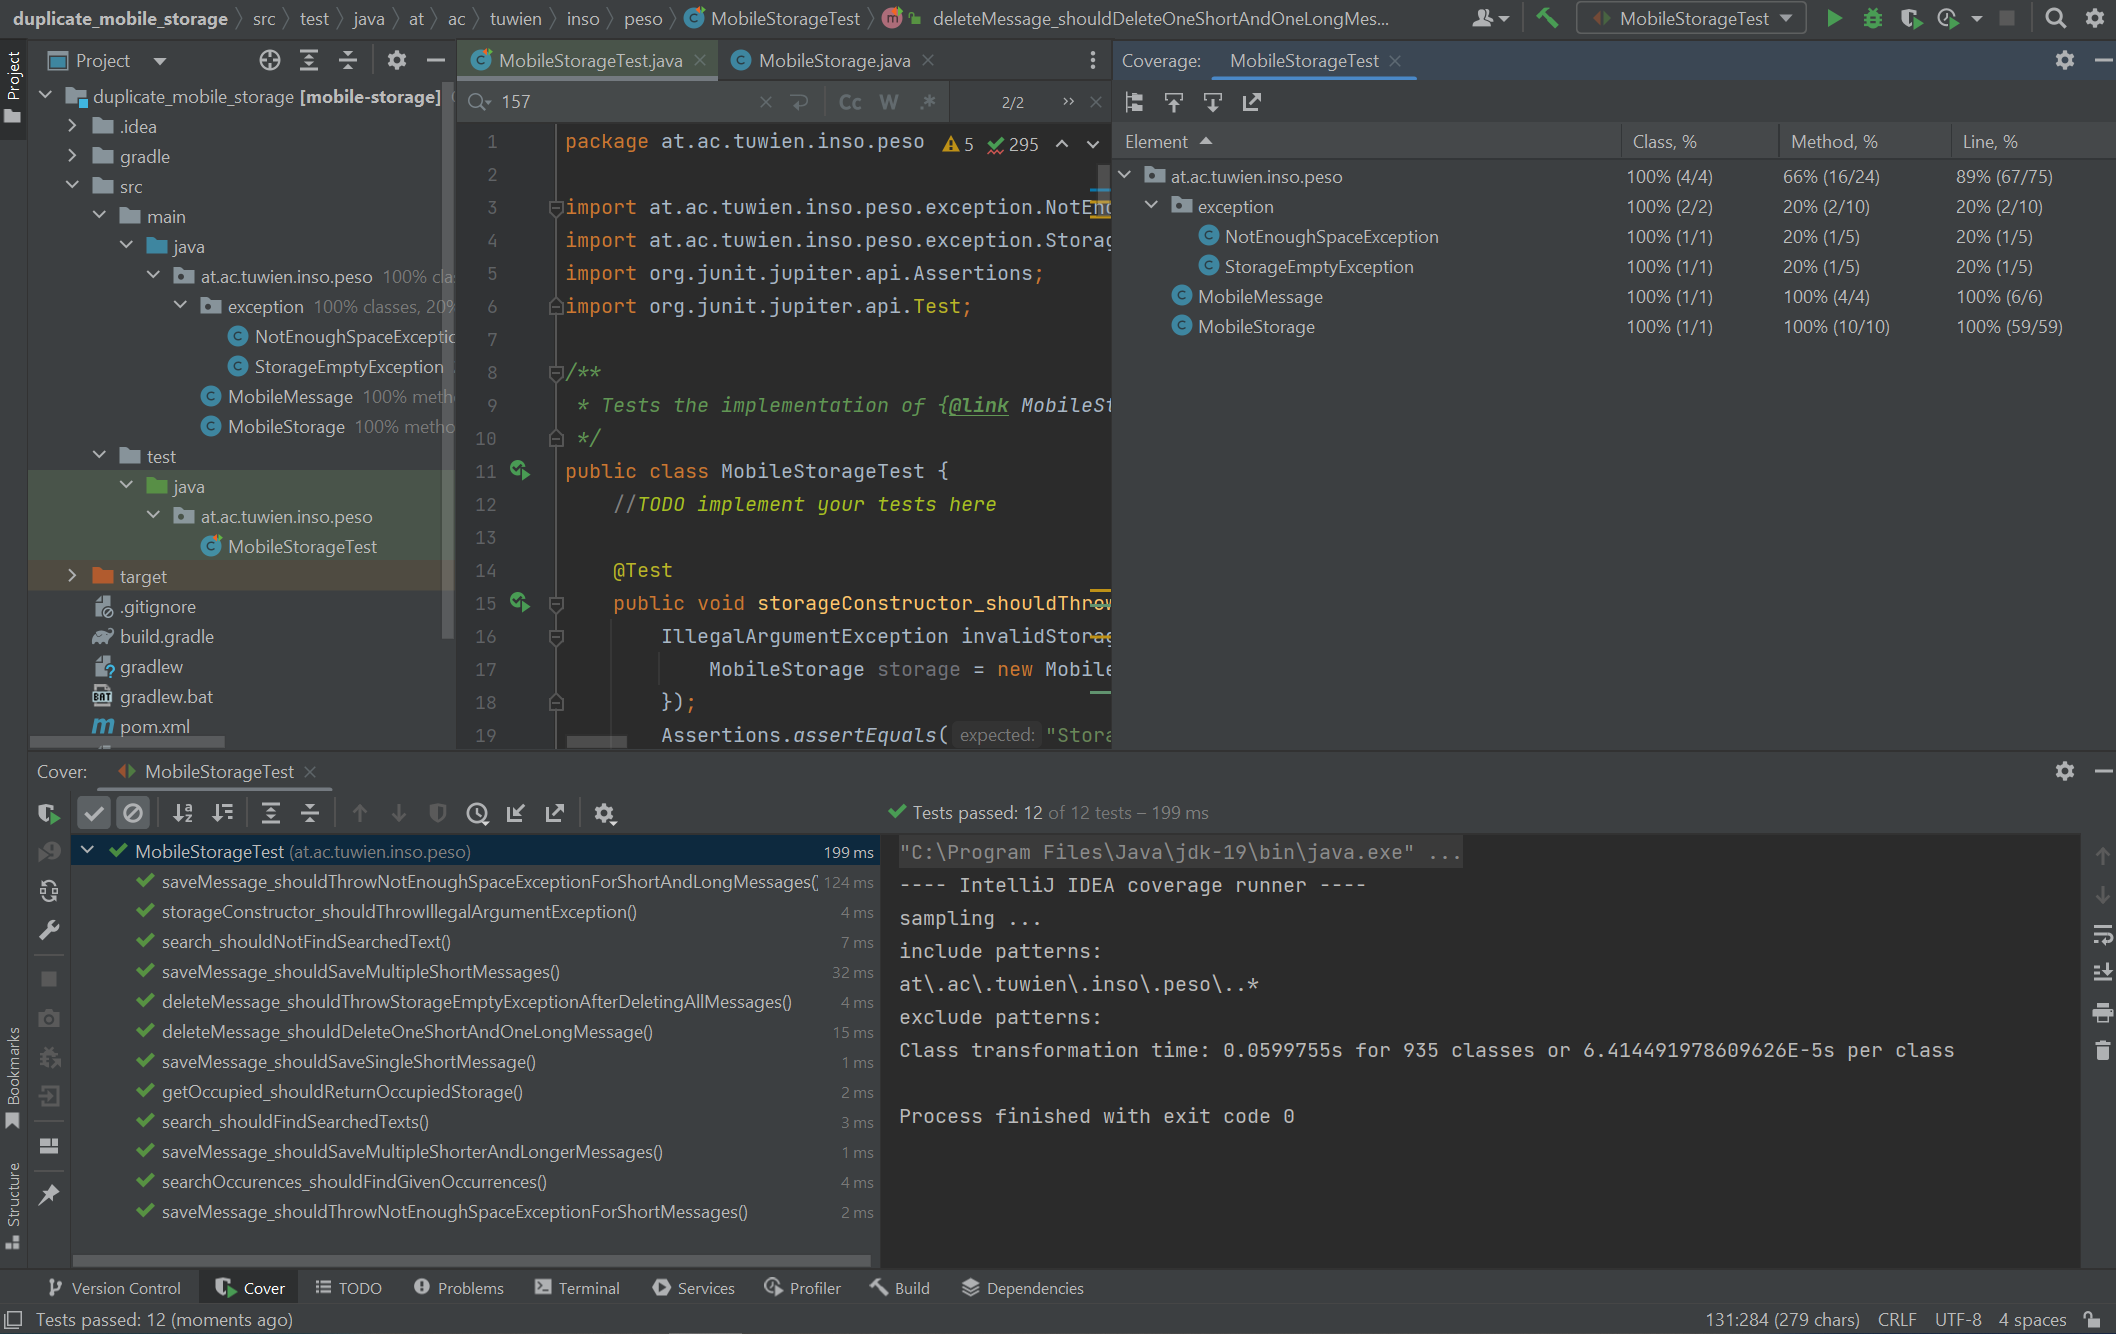 duplicate_mobile_storage src test java at ac tuwien inso peso MobileStorageTest deleteMessage_shouldDeleteOneShortAndOneLongMes... MobileStorageTest
Project
Project
duplicate_mobile_storage [mobile-storage]
.idea
gradle
src
main
java
at.ac.tuwien.inso.peso 100% cla
exception 100% classes, 20%
NotEnoughSpaceExceptio
StorageEmptyException
MobileMessage 100% meth
MobileStorage 100% metho
test
java
at.ac.tuwien.inso.peso
MobileStorageTest
target
.gitignore
build.gradle
gradlew
gradlew.bat
pom.xml
MobileStorageTest.java MobileStorage.java
157 Cc W .* 2/2
5 295
1 package at.ac.tuwien.inso.peso
2
3 import at.ac.tuwien.inso.peso.exception.NotEno
4 import at.ac.tuwien.inso.peso.exception.Storag
5 import org.junit.jupiter.api.Assertions;
6 import org.junit.jupiter.api.Test;
7
8 /**
9 * Tests the implementation of {@link MobileSt
10 */
11 public class MobileStorageTest {
12 //TODO implement your tests here
13
14 @Test
15 public void storageConstructor_shouldThrow
16 IllegalArgumentException invalidStorag
17 MobileStorage storage = new Mobile
18 });
19 Assertions.assertEquals( expected: "Stora
Coverage: MobileStorageTest
Element Class, % Method, % Line, %
at.ac.tuwien.inso.peso 100% (4/4) 66% (16/24) 89% (67/75)
exception 100% (2/2) 20% (2/10) 20% (2/10)
NotEnoughSpaceException 100% (1/1) 20% (1/5) 20% (1/5)
StorageEmptyException 100% (1/1) 20% (1/5) 20% (1/5)
MobileMessage 100% (1/1) 100% (4/4) 100% (6/6)
MobileStorage 100% (1/1) 100% (10/10) 100% (59/59)
Cover: MobileStorageTest
Tests passed: 12 of 12 tests – 199 ms
MobileStorageTest (at.ac.tuwien.inso.peso) 199 ms
saveMessage_shouldThrowNotEnoughSpaceExceptionForShortAndLongMessages() 124 ms
storageConstructor_shouldThrowIllegalArgumentException() 4 ms
search_shouldNotFindSearchedText() 7 ms
saveMessage_shouldSaveMultipleShortMessages() 32 ms
deleteMessage_shouldThrowStorageEmptyExceptionAfterDeletingAllMessages() 4 ms
deleteMessage_shouldDeleteOneShortAndOneLongMessage() 15 ms
saveMessage_shouldSaveSingleShortMessage() 1 ms
getOccupied_shouldReturnOccupiedStorage() 2 ms
search_shouldFindSearchedTexts() 3 ms
saveMessage_shouldSaveMultipleShorterAndLongerMessages() 1 ms
searchOccurences_shouldFindGivenOccurrences() 4 ms
saveMessage_shouldThrowNotEnoughSpaceExceptionForShortMessages() 2 ms
"C:\Program Files\Java\jdk-19\bin\java.exe" ...
---- IntelliJ IDEA coverage runner ----
sampling ...
include patterns:
at\.ac\.tuwien\.inso\.peso\..*
exclude patterns:
Class transformation time: 0.0599755s for 935 classes or 6.414491978609626E-5s per class
Process finished with exit code 0
Bookmarks
Structure
Version Control Cover TODO Problems Terminal Services Profiler Build Dependencies
Tests passed: 12 (moments ago) 131:284 (279 chars) CRLF UTF-8 4 spaces